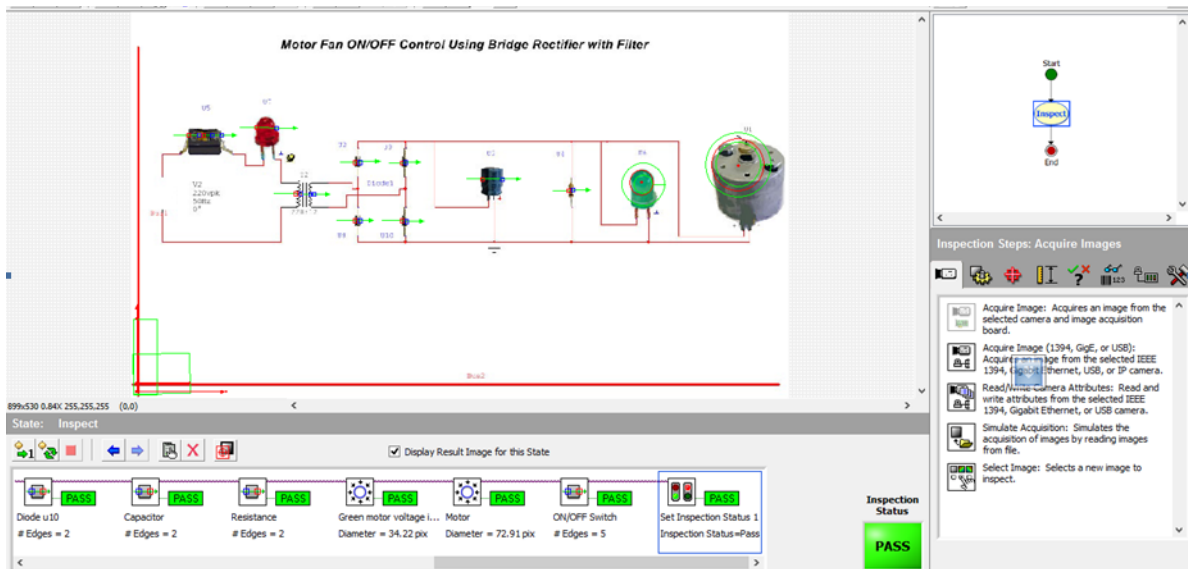 Motor Fan ON/OFF Control Using Bridge Rectifier with Filter
U5
V2
220vpk
50Hz
0°
Diode1
U9
U10
Bus2
899x530 0.84X 255,255,255 (0,0)
State: Inspect
Display Result Image for this State
PASS
PASS
PASS
PASS
PASS
PASS
PASS
Diode u10
Capacitor
Resistance
Green motor voltage i...
Motor
ON/OFF Switch
Set Inspection Status 1
# Edges = 2
# Edges = 2
# Edges = 2
Diameter = 34.22 pix
Diameter = 72.91 pix
# Edges = 5
Inspection Status=Pass
Inspection
Status
PASS
Start
Inspect
End
Inspection Steps: Acquire Images
Acquire Image: Acquires an image from the
selected camera and image acquisition
board.
Acquire Image (1394, GigE, or USB):
Acquires an image from the selected IEEE
1394, Gigabit Ethernet, USB, or IP camera.
Read/Write Camera Attributes: Read and
write attributes from the selected IEEE
1394, Gigabit Ethernet, or USB camera.
Simulate Acquisition: Simulates the
acquisition of images by reading images
from file.
Select Image: Selects a new image to
inspect.